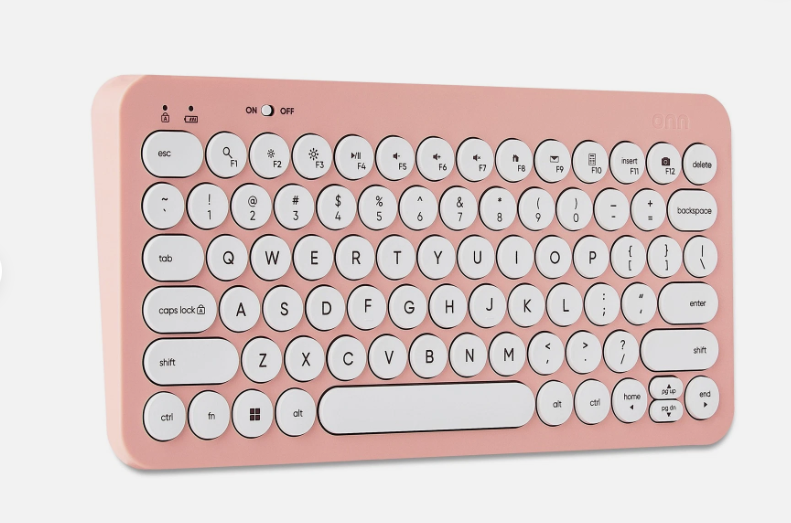 ON OFF
onn
esc F1 F2 F3 F4 F5 F6 F7 F8 F9 F10 insert F11 F12 delete
~ ` ! 1 @ 2 # 3 $ 4 % 5 ^ 6 & 7 * 8 ( 9 ) 0 _ - + = backspace
tab Q W E R T Y U I O P { [ } ] | \
caps lock A A S D F G H J K L : ; " ' enter
shift Z X C V B N M < , > . ? / shift
ctrl fn alt alt ctrl home pg up pg dn end